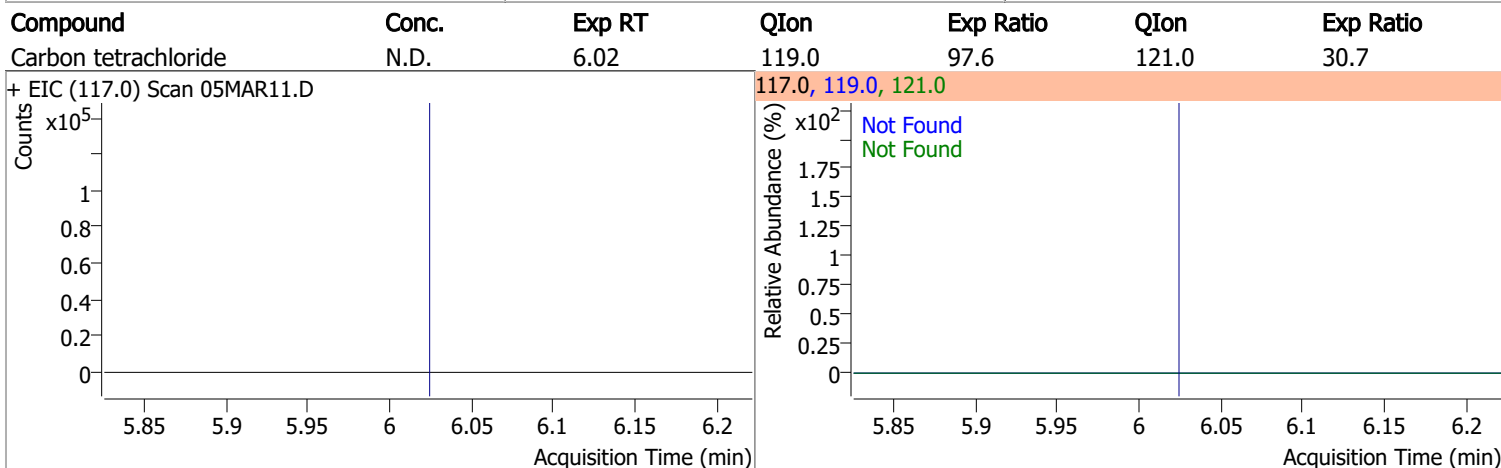 Compound Conc. Exp RT QIon Exp Ratio QIon Exp Ratio
Carbon tetrachloride N.D. 6.02 119.0 97.6 121.0 30.7
+ EIC (117.0) Scan 05MAR11.D
Counts
x10⁵
1
0.8
0.6
0.4
0.2
0
5.85 5.9 5.95 6 6.05 6.1 6.15 6.2
Acquisition Time (min)
117.0, 119.0, 121.0
Relative Abundance (%)
x10²
Not Found
Not Found
1.75
1.5
1.25
1
0.75
0.5
0.25
0
5.85 5.9 5.95 6 6.05 6.1 6.15 6.2
Acquisition Time (min)